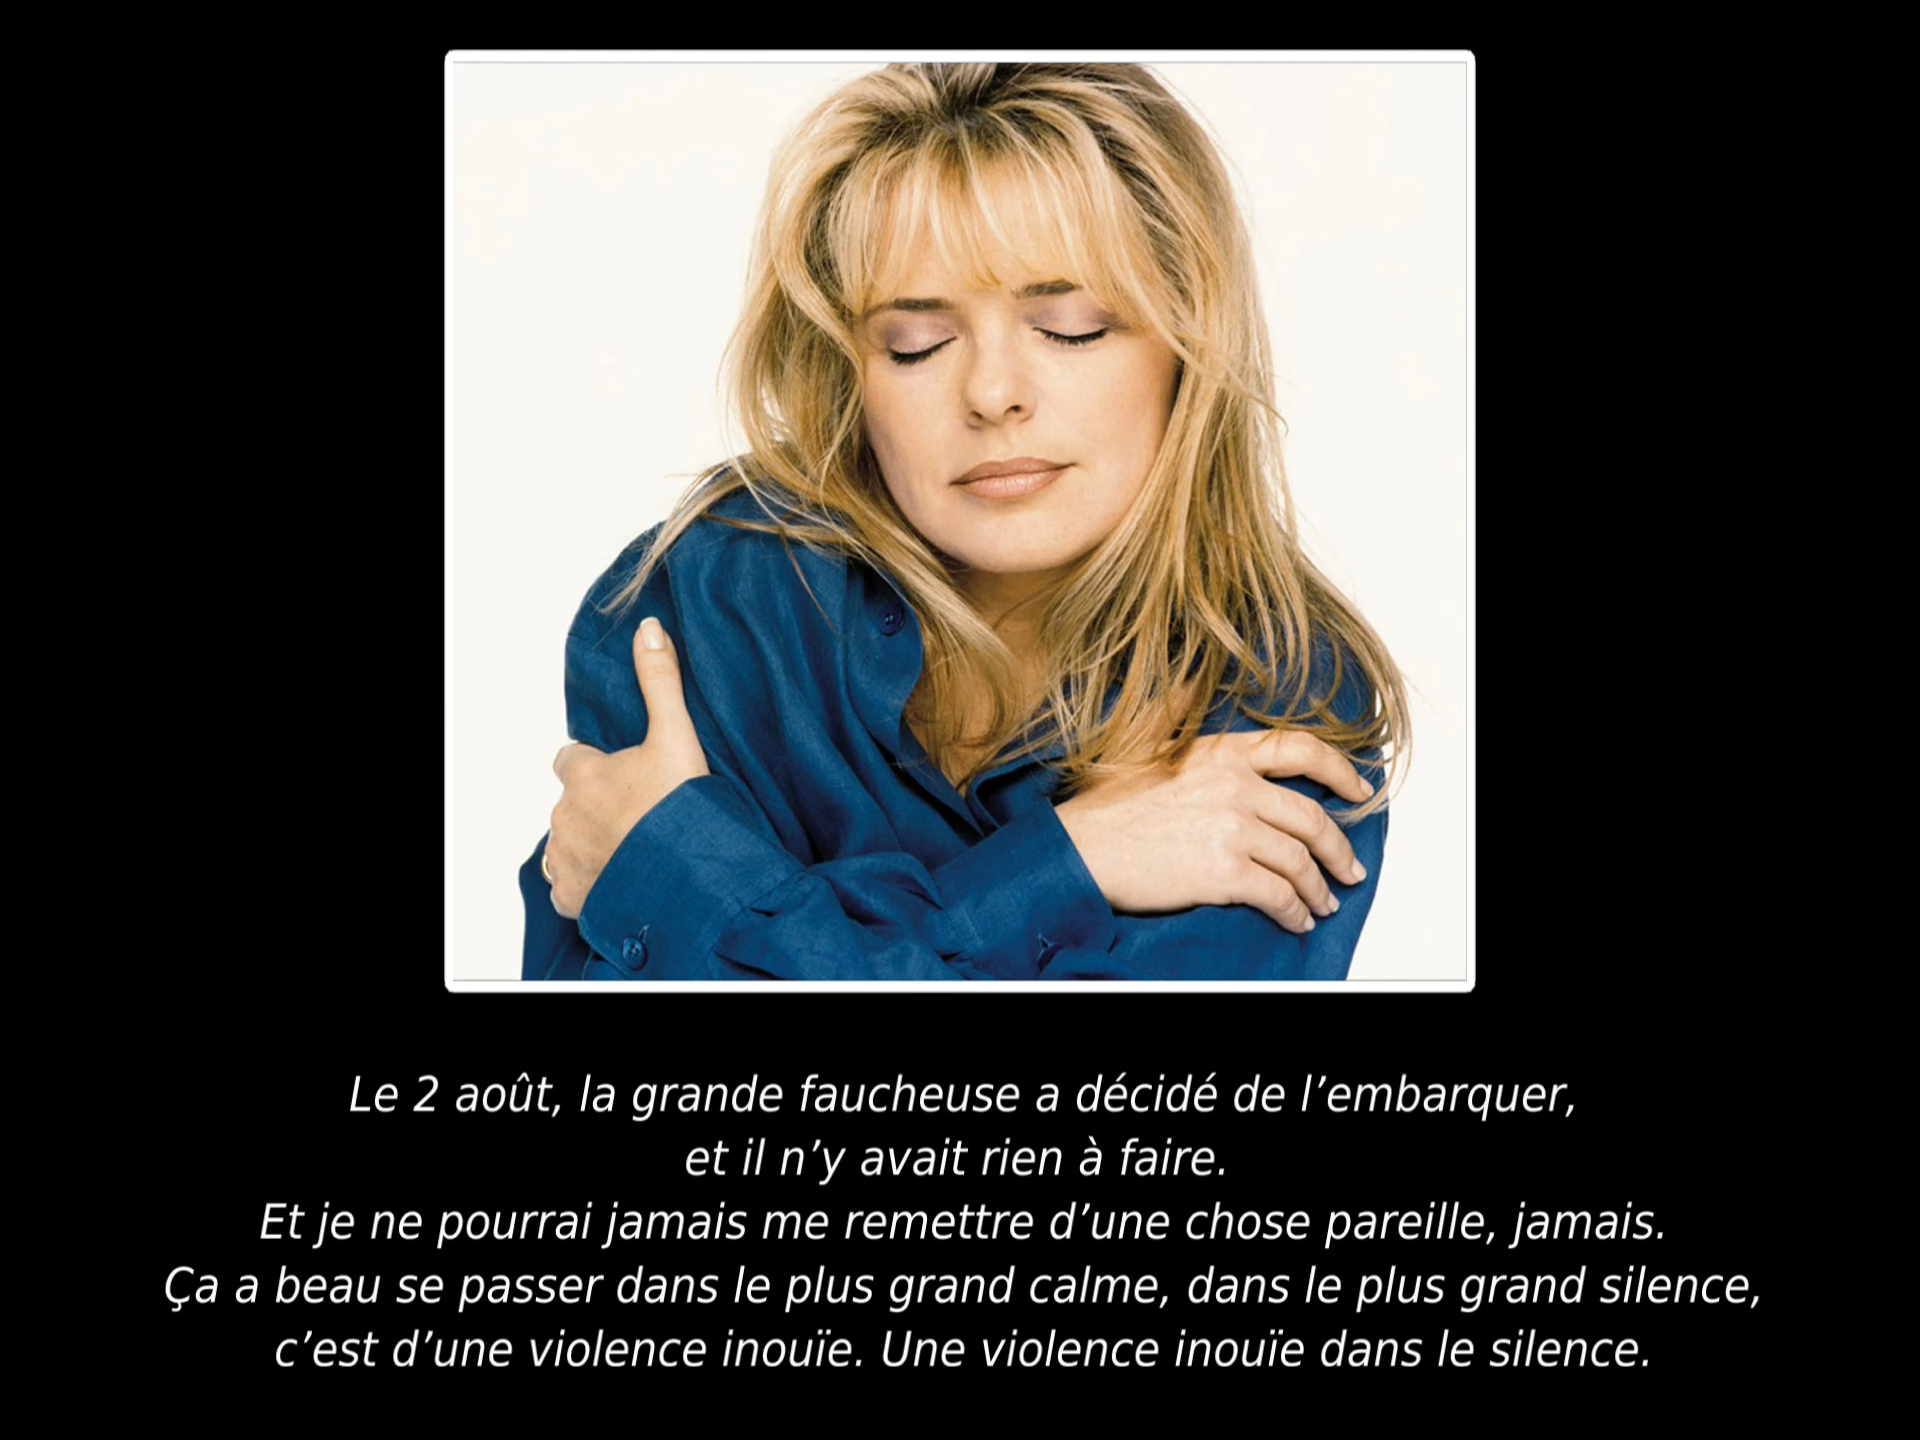 Le 2 août, la grande faucheuse a décidé de l’embarquer,
et il n’y avait rien à faire.
Et je ne pourrai jamais me remettre d’une chose pareille, jamais.
Ça a beau se passer dans le plus grand calme, dans le plus grand silence,
c’est d’une violence inouïe. Une violence inouïe dans le silence.